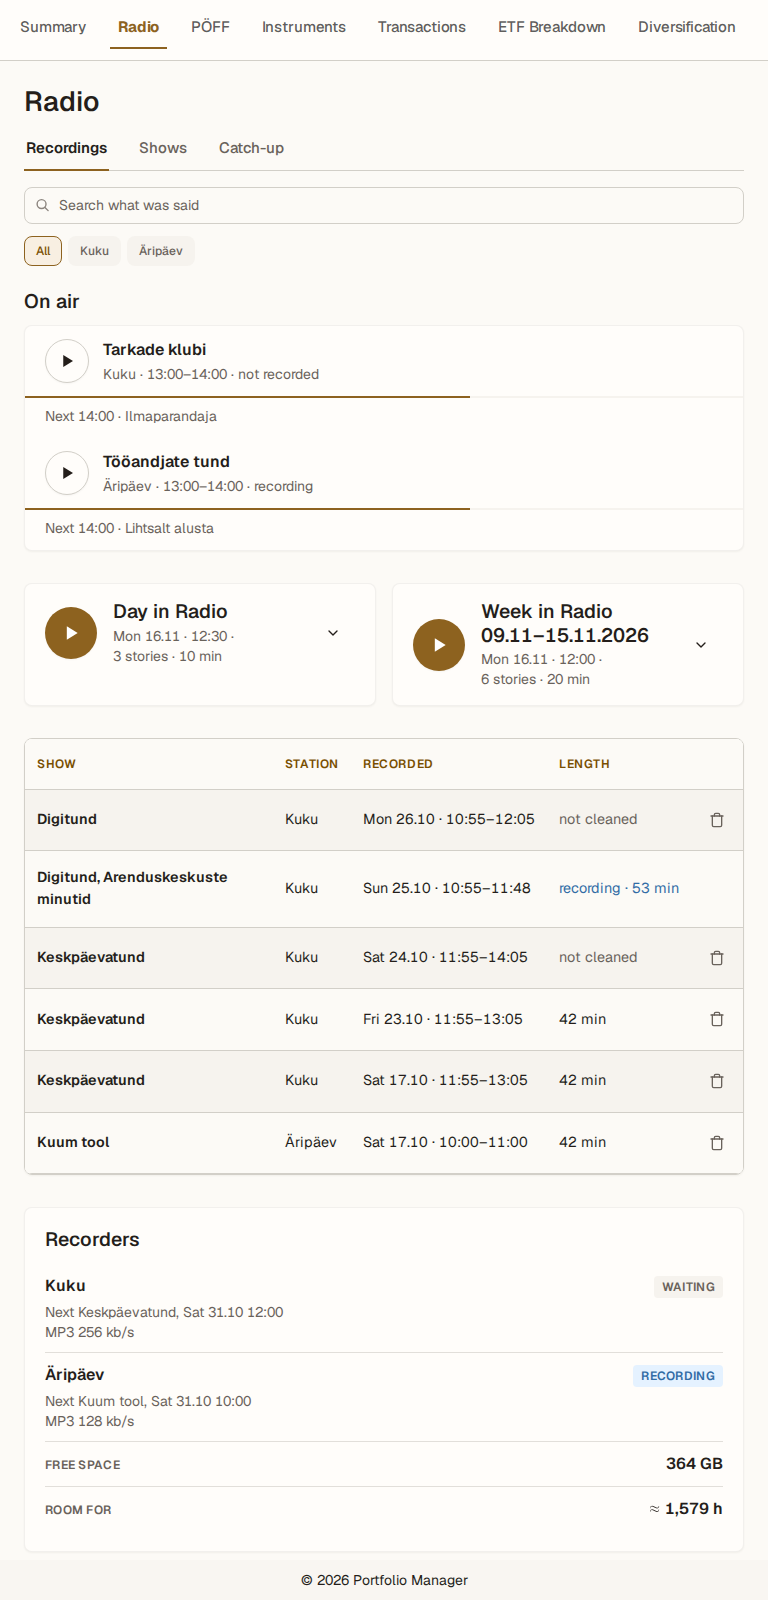 Summary Radio PÖFF Instruments Transactions ETF Breakdown Diversification
Radio
Recordings Shows Catch-up
Search what was said
All Kuku Äripäev
On air
Tarkade klubi
Kuku · 13:00–14:00 · not recorded
Next 14:00 · Ilmaparandaja
Tööandjate tund
Äripäev · 13:00–14:00 · recording
Next 14:00 · Lihtsalt alusta
Day in Radio
Mon 16.11 · 12:30 ·
3 stories · 10 min
Week in Radio
09.11–15.11.2026
Mon 16.11 · 12:00 ·
6 stories · 20 min
SHOW STATION RECORDED LENGTH
Digitund Kuku Mon 26.10 · 10:55–12:05 not cleaned
Digitund, Arenduskeskuste
minutid
Kuku Sun 25.10 · 10:55–11:48 recording · 53 min
Keskpäevatund Kuku Sat 24.10 · 11:55–14:05 not cleaned
Keskpäevatund Kuku Fri 23.10 · 11:55–13:05 42 min
Keskpäevatund Kuku Sat 17.10 · 11:55–13:05 42 min
Kuum tool Äripäev Sat 17.10 · 10:00–11:00 42 min
Recorders
Kuku WAITING
Next Keskpäevatund, Sat 31.10 12:00
MP3 256 kb/s
Äripäev RECORDING
Next Kuum tool, Sat 31.10 10:00
MP3 128 kb/s
FREE SPACE 364 GB
ROOM FOR ≈ 1,579 h
© 2026 Portfolio Manager